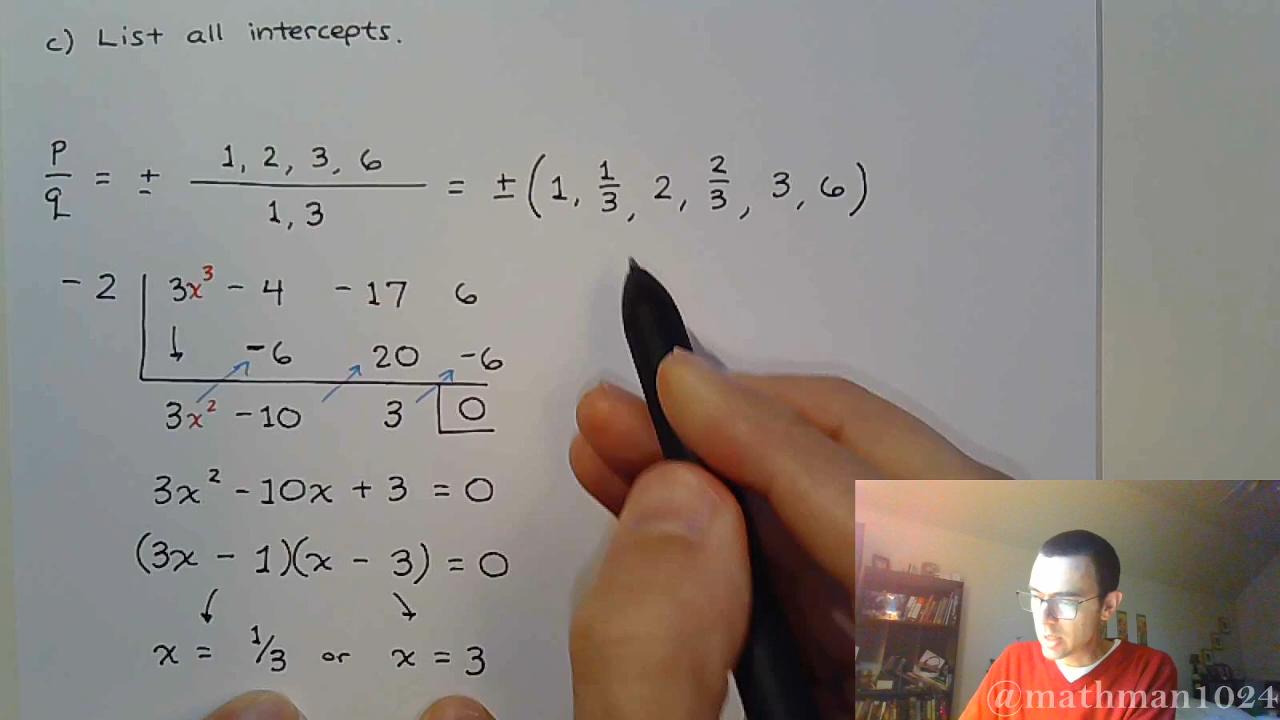 c) List all intercepts.
p/q = ± 1, 2, 3, 6 / 1, 3 = ± (1, 1/3, 2, 2/3, 3, 6)
-2 | 3x³ - 4 - 17 6
↓ -6 20 -6
3x² - 10 3 0
3x² - 10x + 3 = 0
(3x - 1)(x - 3) = 0
x = 1/3 or x = 3
@mathman1024